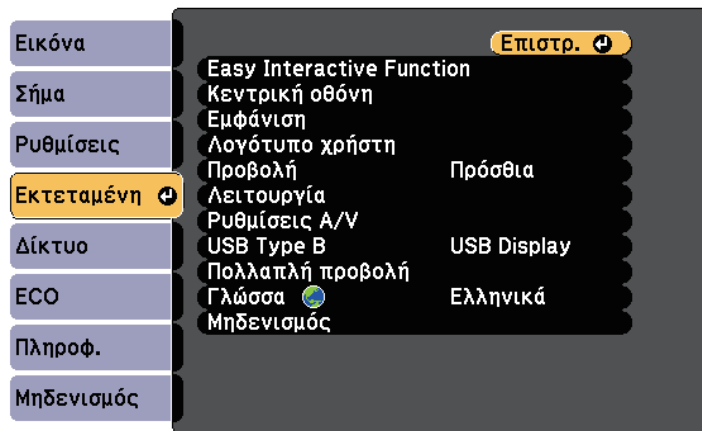 Εικόνα
Σήμα
Ρυθμίσεις
Εκτεταμένη
Δίκτυο
ECO
Πληροφ.
Μηδενισμός
Επιστρ.
Easy Interactive Function
Κεντρική οθόνη
Εμφάνιση
Λογότυπο χρήστη
Προβολή Πρόσθια
Λειτουργία
Ρυθμίσεις A/V
USB Type B USB Display
Πολλαπλή προβολή
Γλώσσα Ελληνικά
Μηδενισμός